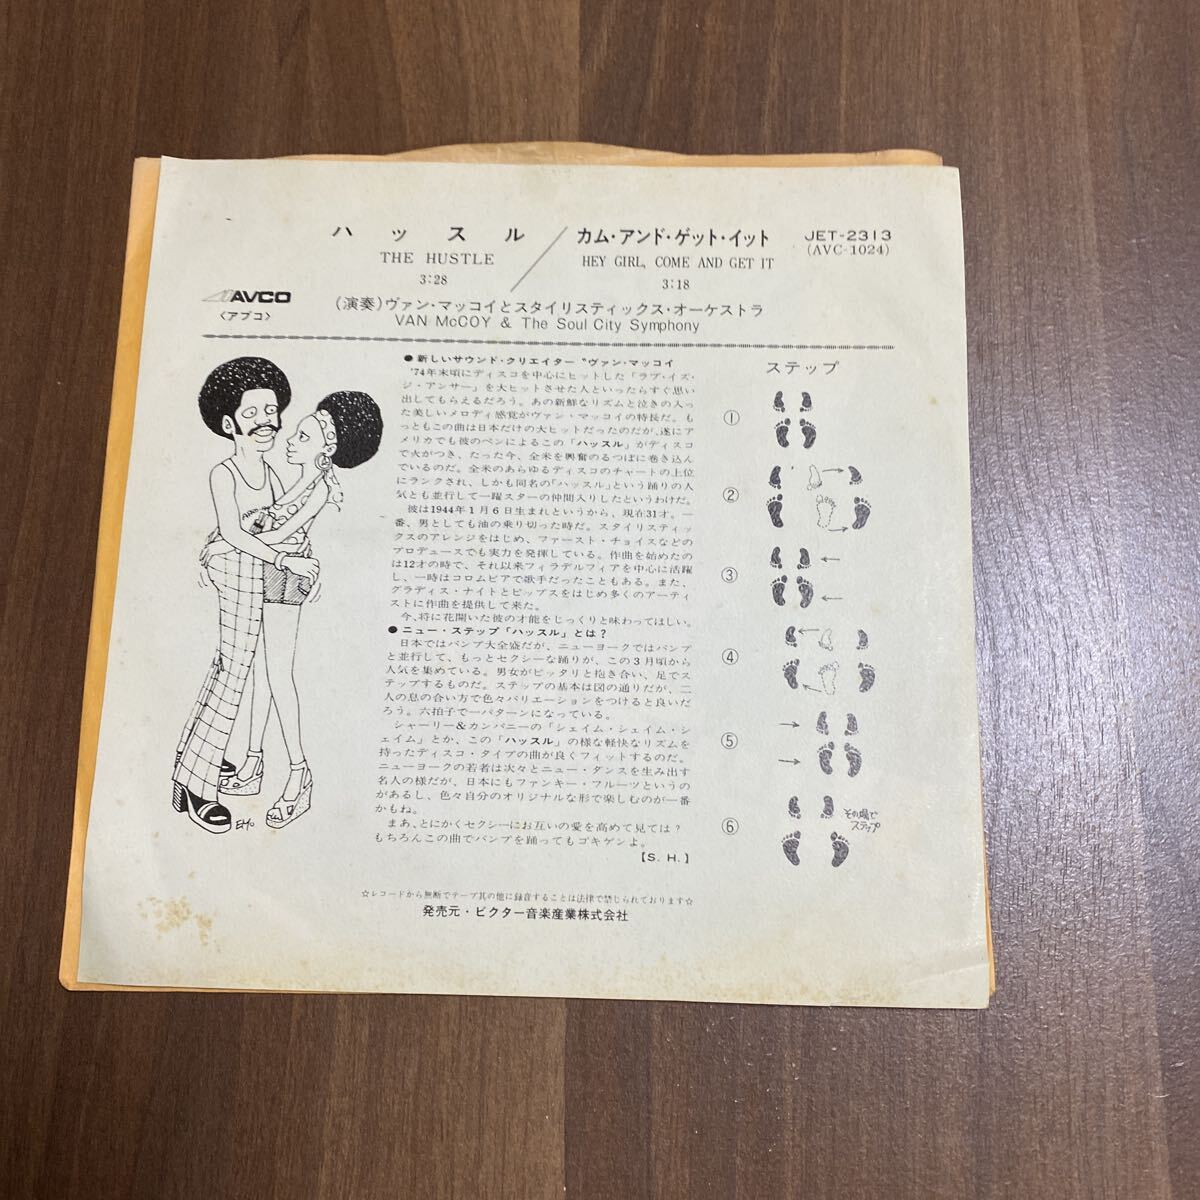 ハッスル
THE HUSTLE
3:28
カム・アンド・ゲット・イット
HEY GIRL, COME AND GET IT
3:18
JET-2313
(AVC-1024)
AVCO
〈アブコ〉
(演奏)ヴァン・マッコイとスタイリスティックス・オーケストラ
VAN McCOY & The Soul City Symphony
●新しいサウンド・クリエイター〝ヴァン・マッコイ
'74年末頃にディスコを中心にヒットした「ラブ・イズ・
ジ・アンサー」を大ヒットさせた人といったらすぐ思い
出してもらえるだろう。あの新鮮なリズムと泣きの入っ
た美しいメロディ感覚がヴァン・マッコイの特長だ。も
っともこの曲は日本だけの大ヒットだったのだが、遂にア
メリカでも彼のペンによるこの「ハッスル」がディスコ
で火がつき、たった今、全米を興奮のるつぼに巻き込ん
でいるのだ。全米のあらゆるディスコのチャートの上位
にランクされ、しかも同名の「ハッスル」という踊りの人
気とも並行して一躍スターの仲間入りしたというわけだ。
彼は1944年1月6日生まれというから、現在31才。一
番、男としても油の乗り切った時だ。スタイリスティッ
クスのアレンジをはじめ、ファースト・チョイスなどの
プロデュースでも実力を発揮している。作曲を始めたの
は12才の時で、それ以来フィラデルフィアを中心に活躍
し、一時はコロムビアで歌手だったこともある。また、
グラディス・ナイトとピップスをはじめ多くのアーティ
ストに作曲を提供して来た。
今、将に花開いた彼の才能をじっくりと味わってほしい。
●ニュー・ステップ「ハッスル」とは?
日本ではバンプ大全盛だが、ニューヨークではバンプ
と並行して、もっとセクシーな踊りが、この3月頃から
人気を集めている。男女がピッタリと抱き合い、足でス
テップするものだ。ステップの基本は図の通りだが、二
人の息の合い方で色々バリエーションをつけると良いだ
ろう。六拍子で一パターンになっている。
シャーリー&カンパニーの「シェイム・シェイム・シ
ェイム」とか、この「ハッスル」の様な軽快なリズムを
持ったディスコ・タイプの曲が良くフィットするのだ。
ニューヨークの若者は次々とニュー・ダンスを生み出す
名人の様だが、日本にもファンキー・フルーツというの
があるし、色々自分のオリジナルな形で楽しむのが一番
かもね。
まあ、とにかくセクシーにお互いの愛を高めて見ては?
もちろんこの曲でバンプを踊ってもゴキゲンよ。
【S. H.】
EMO
ステップ
①
②
③
④
⑤
⑥
その場で
ステップ
☆レコードから無断でテープ其の他に録音することは法律で禁じられております☆
発売元・ビクター音楽産業株式会社